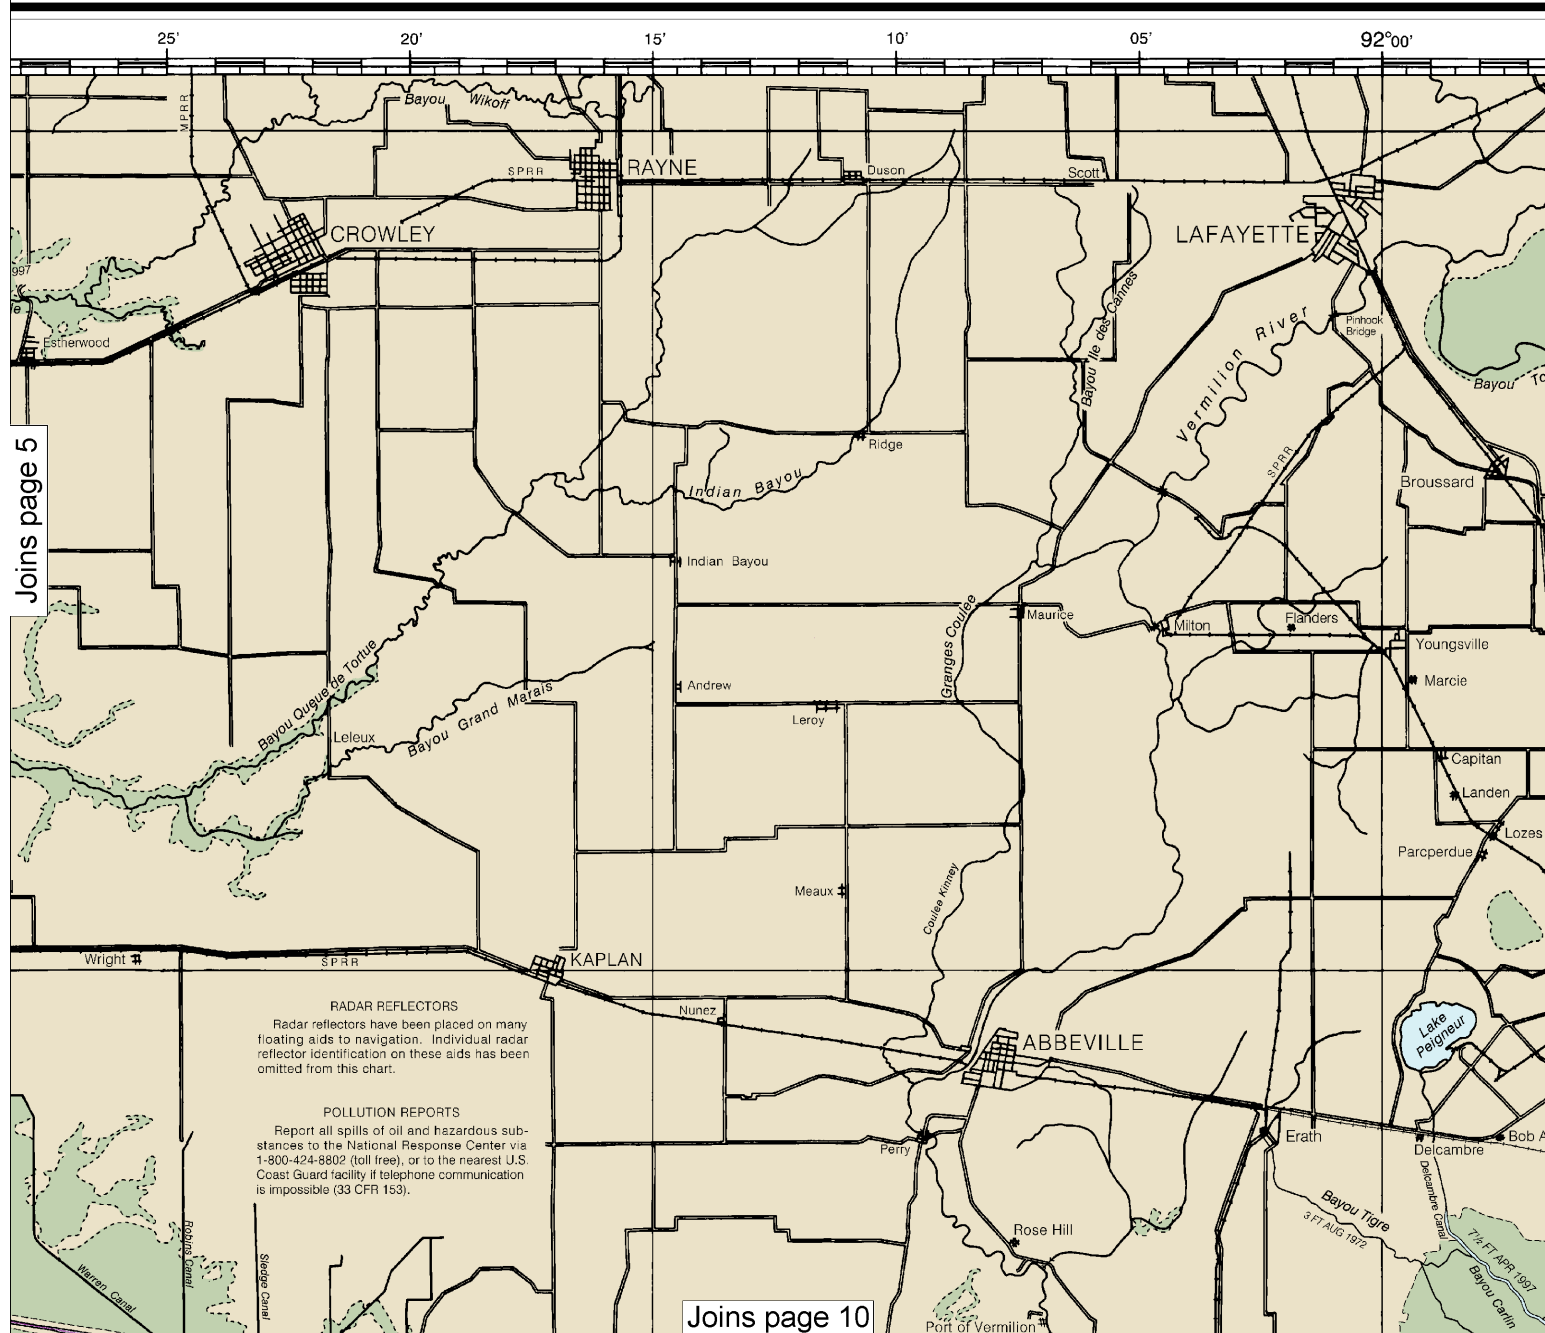 25'
20'
15'
10'
05'
92°00'
Bayou Wikoff
MPRR
SPRR
RAYNE
Duson
Scott
CROWLEY
LAFAYETTE
997
Estherwood
Pinhook
Bridge
Vermilion River
Bayou Ile des Cannes
Bayou To
Joins page 5
Ridge
SPRR
Broussard
Indian Bayou
Indian Bayou
Granges Coulee
Maurice
Milton
Flanders
Youngsville
Bayou Queue de Tortue
Andrew
Marcie
Bayou Grand Marais
Leroy
Leleux
Capitan
Landen
Lozes
Parcperdue
Meaux
Coulee Kinney
Wright
SPRR
KAPLAN
RADAR REFLECTORS
Radar reflectors have been placed on many
floating aids to navigation. Individual radar
reflector identification on these aids has been
omitted from this chart.
Nunez
ABBEVILLE
Lake
Peigneur
POLLUTION REPORTS
Report all spills of oil and hazardous sub-
stances to the National Response Center via
1-800-424-8802 (toll free), or to the nearest U.S.
Coast Guard facility if telephone communication
is impossible (33 CFR 153).
Perry
Erath
Delcambre
Bob A
Delcambre Canal
Bayou Tigre
3 FT AUG 1972
7½ FT APR 1997
Bayou Carlin
Rose Hill
Robins Canal
Sledge Canal
Warren Canal
Joins page 10
Port of Vermilion